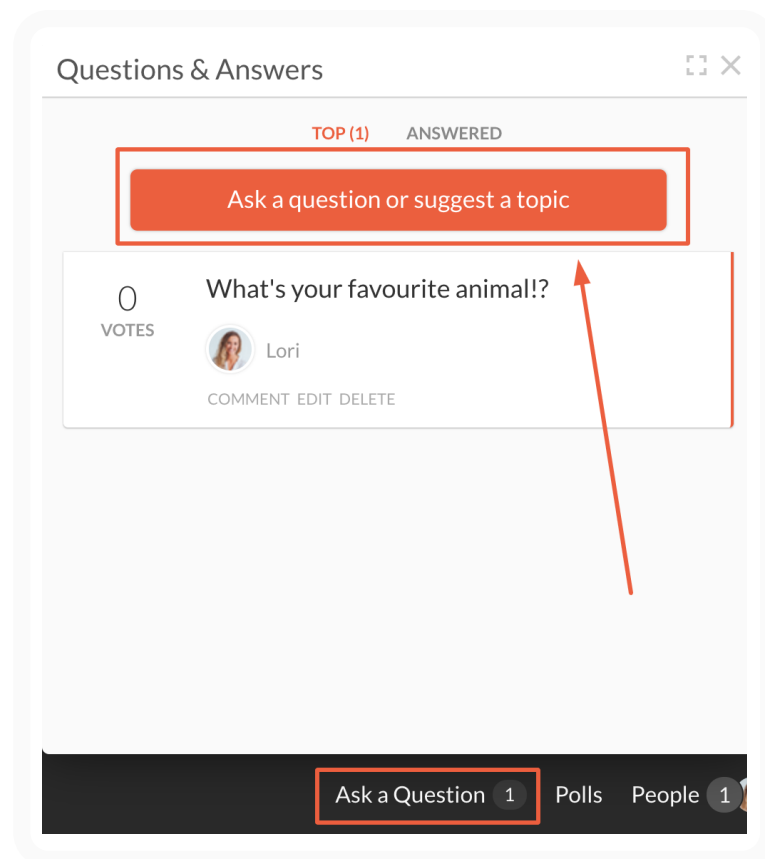 Questions & Answers
TOP (1) ANSWERED
Ask a question or suggest a topic
What's your favourite animal!?
0
VOTES
Lori
COMMENT EDIT DELETE
Ask a Question 1 Polls People 1